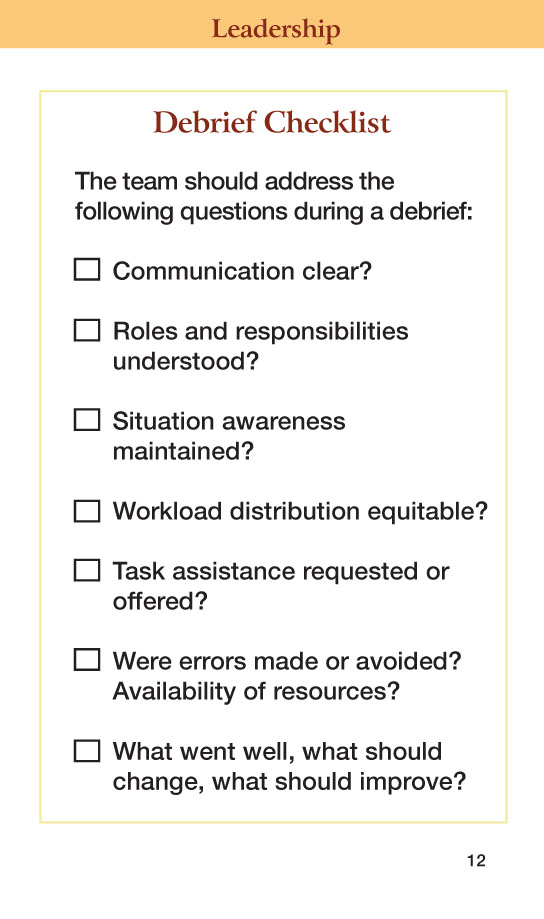 Leadership
Debrief Checklist
The team should address the
following questions during a debrief:
Communication clear?
Roles and responsibilities
understood?
Situation awareness
maintained?
Workload distribution equitable?
Task assistance requested or
offered?
Were errors made or avoided?
Availability of resources?
What went well, what should
change, what should improve?
12